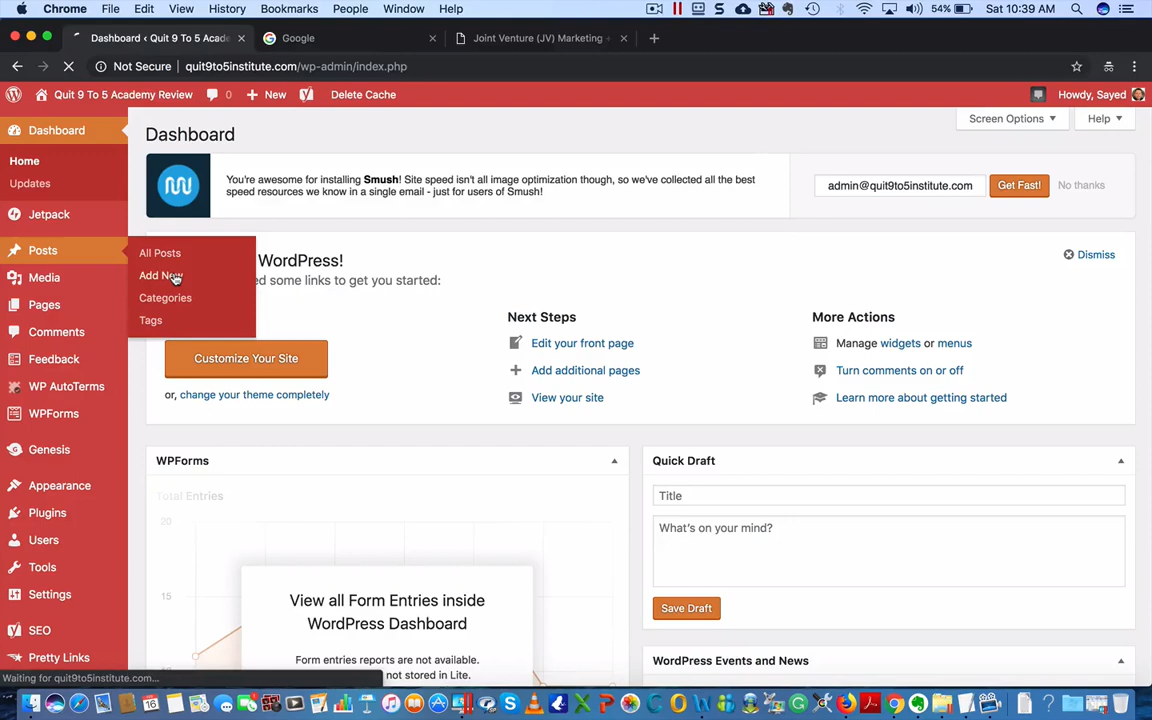 Chrome File Edit View History Bookmarks People Window Help
54% Sat 10:39 AM
Dashboard ‹ Quit 9 To 5 Acade
Google
Joint Venture (JV) Marketing
Not Secure quit9to5institute.com/wp-admin/index.php
Quit 9 To 5 Academy Review 0 New Delete Cache Howdy, Sayed
Dashboard
Home
Updates
Jetpack
Posts
Media
Pages
Comments
Feedback
WP AutoTerms
WPForms
Genesis
Appearance
Plugins
Users
Tools
Settings
SEO
Pretty Links
All Posts
Add New
Categories
Tags
Dashboard
Screen Options Help
You're awesome for installing Smush! Site speed isn't all image optimization though, so we've collected all the best
speed resources we know in a single email - just for users of Smush!
admin@quit9to5institute.com Get Fast! No thanks
WordPress!
Dismiss
ed some links to get you started:
Customize Your Site
or, change your theme completely
Next Steps
Edit your front page
Add additional pages
View your site
More Actions
Manage widgets or menus
Turn comments on or off
Learn more about getting started
WPForms
Total Entries
20
15
10
View all Form Entries inside
WordPress Dashboard
Form entries reports are not available.
not stored in Lite.
Quick Draft
Title
What's on your mind?
Save Draft
WordPress Events and News
Waiting for quit9to5institute.com...